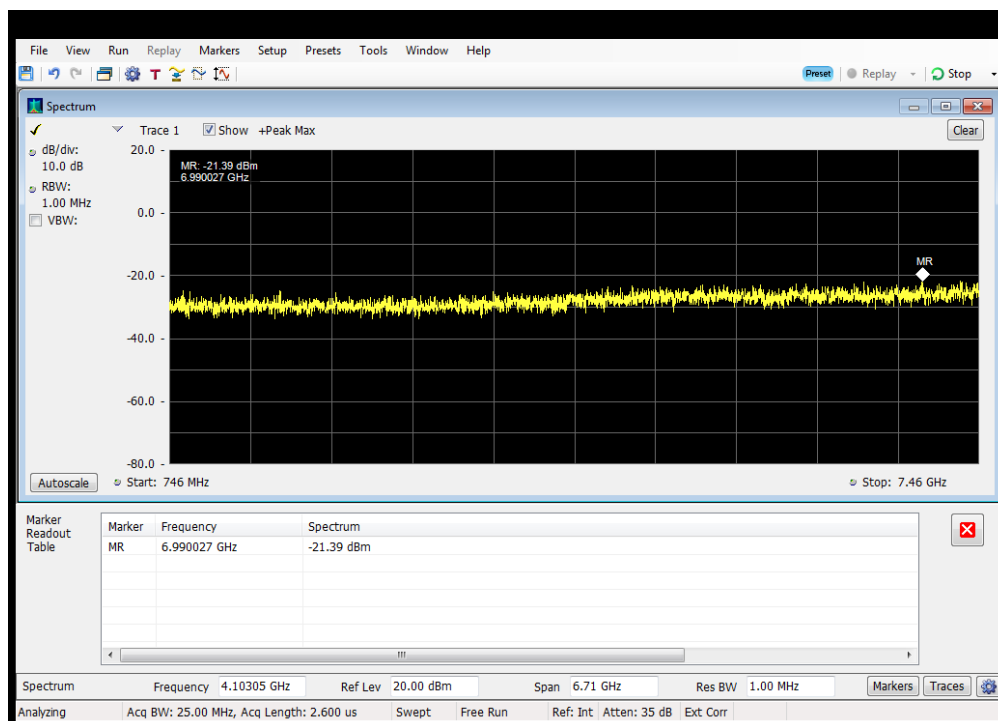 File View Run Replay Markers Setup Presets Tools Window Help
T Preset Replay Stop
Spectrum
Trace 1 Show +Peak Max Clear
dB/div:
10.0 dB
RBW:
1.00 MHz
VBW:
20.0
0.0
-20.0
-40.0
-60.0
-80.0
MR: -21.39 dBm
6.990027 GHz
MR
Autoscale Start: 746 MHz Stop: 7.46 GHz
Marker
Readout
Table
Marker Frequency Spectrum
MR 6.990027 GHz -21.39 dBm
Spectrum Frequency 4.10305 GHz Ref Lev 20.00 dBm Span 6.71 GHz Res BW 1.00 MHz Markers Traces
Analyzing Acq BW: 25.00 MHz, Acq Length: 2.600 us Swept Free Run Ref: Int Atten: 35 dB Ext Corr